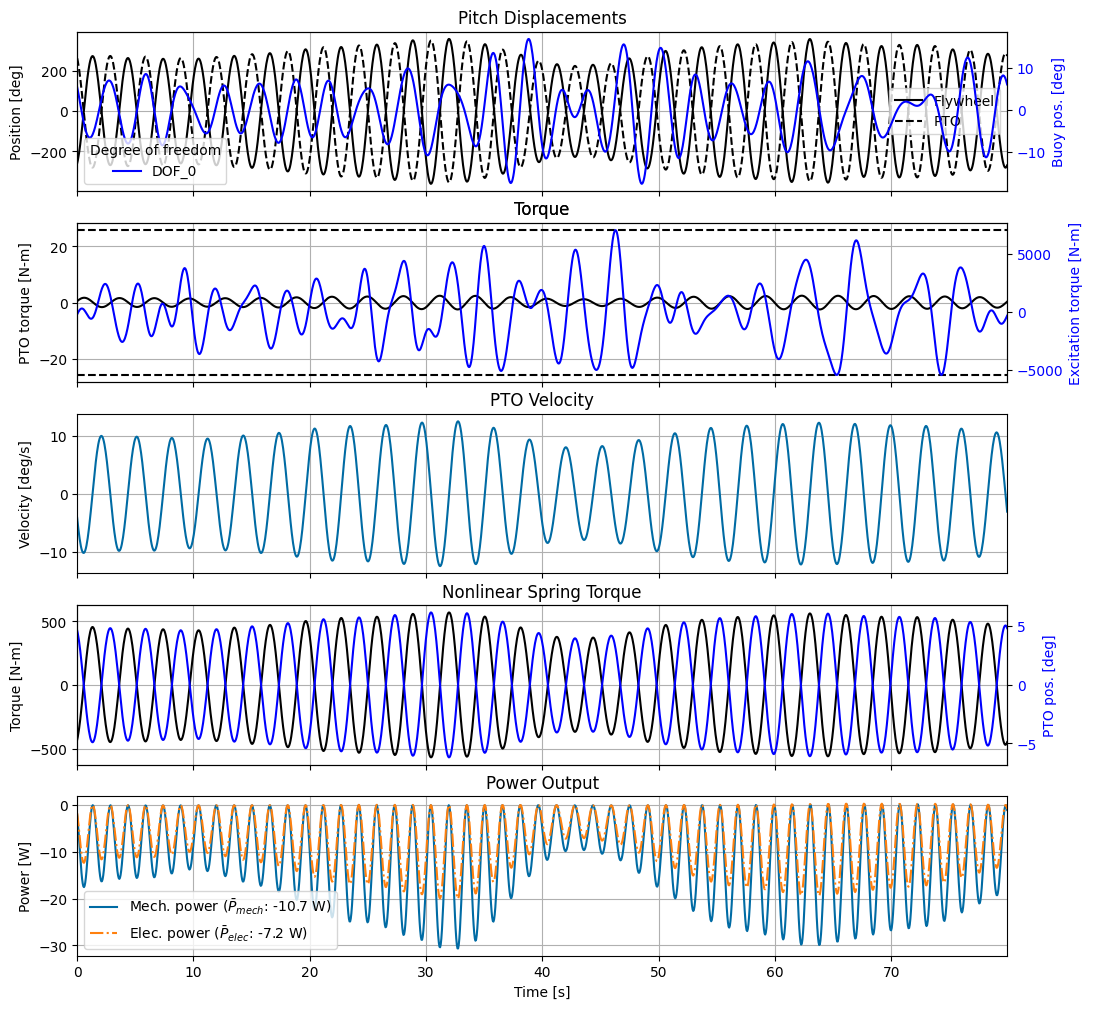 Pitch Displacements
Position [deg]
200
0
−200
10
0
−10
Buoy pos. [deg]
Flywheel
PTO
Degree of freedom
DOF_0
Torque
PTO torque [N-m]
20
0
−20
5000
0
−5000
Excitation torque [N-m]
PTO Velocity
Velocity [deg/s]
10
0
−10
Nonlinear Spring Torque
Torque [N-m]
500
0
−500
5
0
−5
PTO pos. [deg]
Power Output
Power [W]
0
−10
−20
−30
Mech. power (P̄mech: -10.7 W)
Elec. power (P̄elec: -7.2 W)
0 10 20 30 40 50 60 70
Time [s]